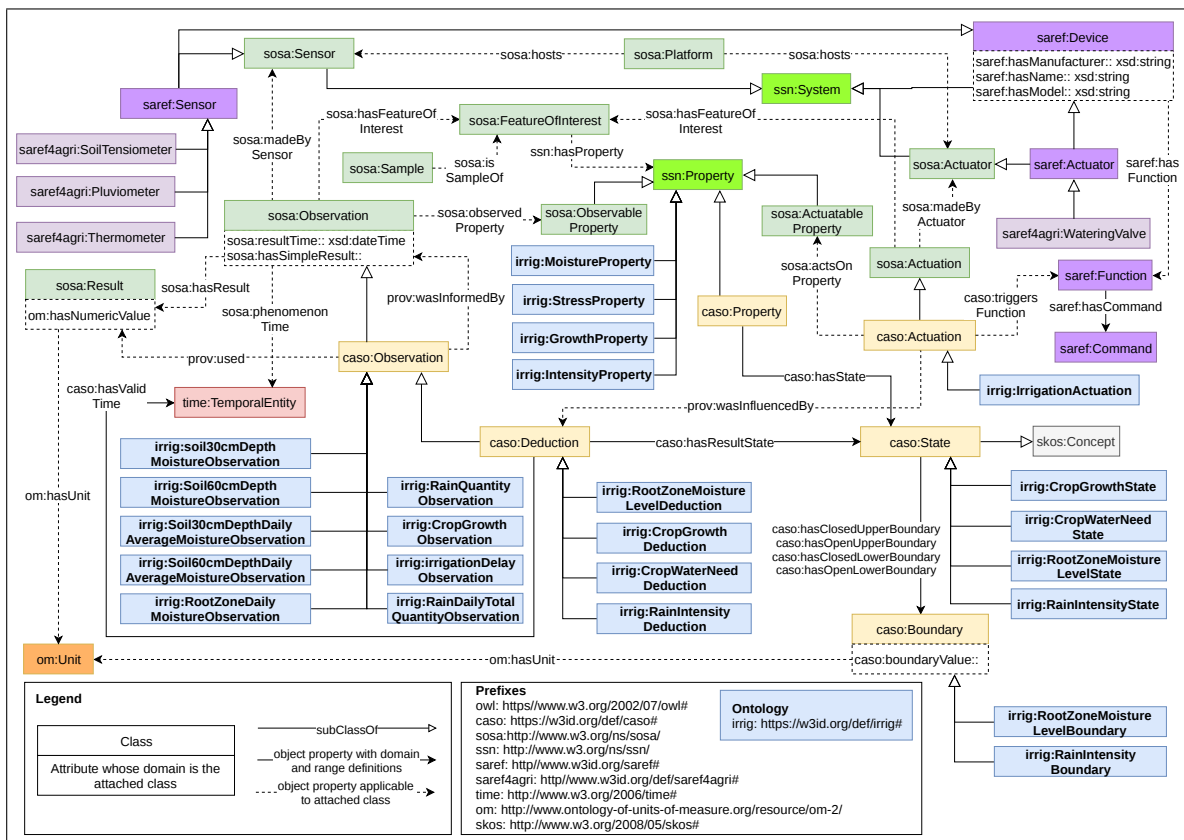 sosa:Sensor
sosa:hosts
sosa:Platform
sosa:hosts
saref:Device
saref:hasManufacturer:: xsd:string
saref:hasName:: xsd:string
saref:hasModel:: xsd:string
ssn:System
saref:Sensor
sosa:madeBy
Sensor
sosa:hasFeatureOf
Interest
sosa:FeatureOfInterest
sosa:hasFeatureOf
Interest
saref4agri:SoilTensiometer
saref4agri:Pluviometer
saref4agri:Thermometer
sosa:Sample
sosa:is
SampleOf
ssn:hasProperty
ssn:Property
sosa:Actuator
saref:Actuator
saref:has
Function
sosa:madeBy
Actuator
saref4agri:WateringValve
sosa:Observation
sosa:resultTime:: xsd:dateTime
sosa:hasSimpleResult::
sosa:observed
Property
sosa:Observable
Property
sosa:Actuatable
Property
sosa:actsOn
Property
sosa:Actuation
saref:Function
sosa:Result
om:hasNumericValue
sosa:hasResult
sosa:phenomenon
Time
prov:wasInformedBy
prov:used
irrig:MoistureProperty
irrig:StressProperty
irrig:GrowthProperty
irrig:IntensityProperty
caso:Property
caso:hasState
caso:Actuation
caso:triggers
Function
saref:hasCommand
saref:Command
caso:Observation
caso:hasValid
Time
time:TemporalEntity
irrig:IrrigationActuation
prov:wasInfluencedBy
caso:Deduction
caso:hasResultState
caso:State
skos:Concept
irrig:soil30cmDepth
MoistureObservation
irrig:Soil60cmDepth
MoistureObservation
irrig:Soil30cmDepthDaily
AverageMoistureObservation
irrig:Soil60cmDepthDaily
AverageMoistureObservation
irrig:RootZoneDaily
MoistureObservation
irrig:RainQuantity
Observation
irrig:CropGrowth
Observation
irrig:irrigationDelay
Observation
irrig:RainDailyTotal
QuantityObservation
irrig:RootZoneMoisture
LevelDeduction
irrig:CropGrowth
Deduction
irrig:CropWaterNeed
Deduction
irrig:RainIntensity
Deduction
caso:hasClosedUpperBoundary
caso:hasOpenUpperBoundary
caso:hasClosedLowerBoundary
caso:hasOpenLowerBoundary
irrig:CropGrowthState
irrig:CropWaterNeed
State
irrig:RootZoneMoisture
LevelState
irrig:RainIntensityState
om:hasUnit
om:Unit
om:hasUnit
caso:Boundary
caso:boundaryValue::
irrig:RootZoneMoisture
LevelBoundary
irrig:RainIntensity
Boundary
Legend
Class
Attribute whose domain is the
attached class
subClassOf
object property with domain
and range definitions
object property applicable
to attached class
Prefixes
owl: https//www.w3.org/2002/07/owl#
caso: https://w3id.org/def/caso#
sosa:http://www.w3.org/ns/sosa/
ssn: http://www.w3.org/ns/ssn/
saref: http//www.w3id.org/saref#
saref4agri: http//www.w3id.org/def/saref4agri#
time: http://www.w3.org/2006/time#
om: http://www.ontology-of-units-of-measure.org/resource/om-2/
skos: http://www.w3.org/2008/05/skos#
Ontology
irrig: https://w3id.org/def/irrig#